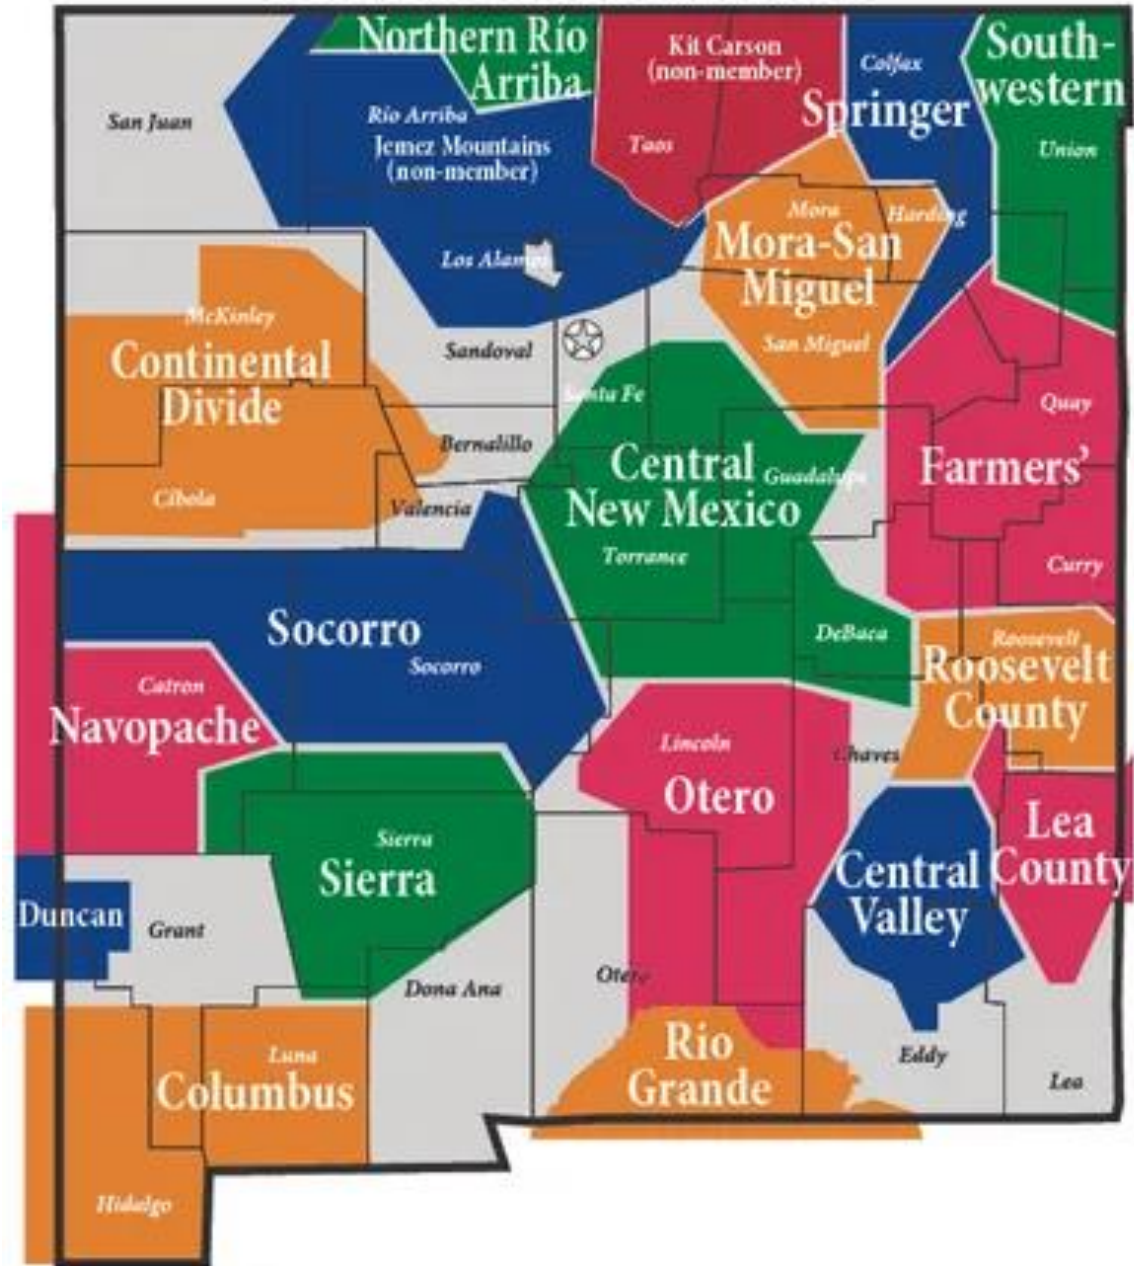 Northern Río
Arriba
Kit Carson
(non-member)
Colfax
South-
western
San Juan
Río Arriba
Jemez Mountains
(non-member)
Taos
Springer
Union
Mora
Harding
Mora-San
Miguel
Los Alamos
McKinley
San Miguel
Continental
Divide
Sandoval
Santa Fe
Quay
Bernalillo
Central
New Mexico
Guadalupe
Farmers'
Cibola
Valencia
Torrance
Curry
Socorro
Socorro
DeBaca
Roosevelt
Roosevelt
County
Catron
Navopache
Lincoln
Chaves
Otero
Sierra
Sierra
Lea
County
Central
Valley
Duncan
Grant
Otero
Dona Ana
Luna
Columbus
Rio
Grande
Eddy
Lea
Hidalgo